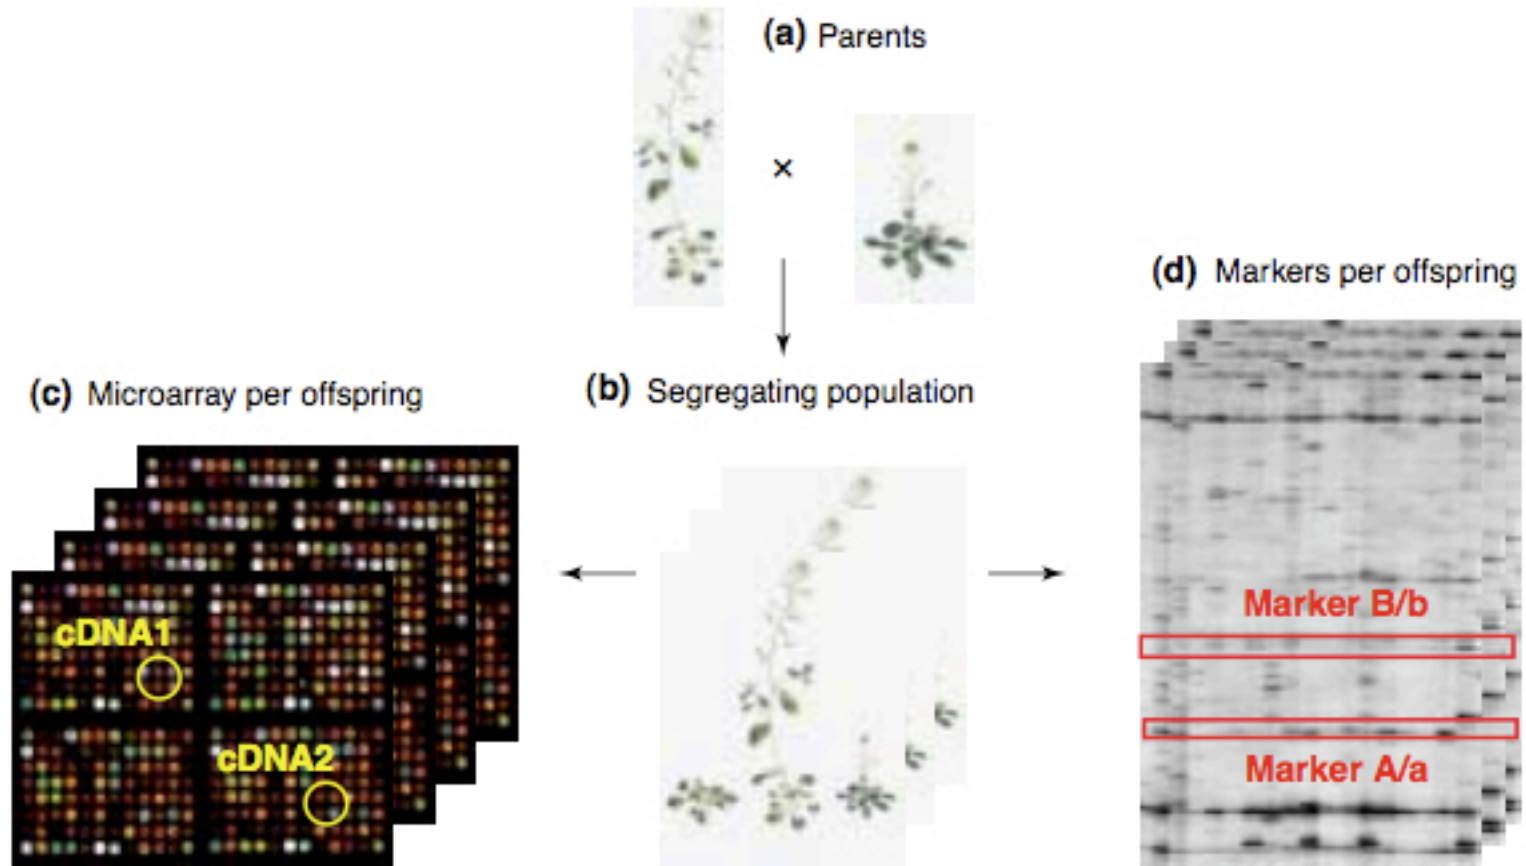 (a) Parents
×
(d) Markers per offspring
(c) Microarray per offspring
(b) Segregating population
Marker B/b
cDNA1
cDNA2
Marker A/a